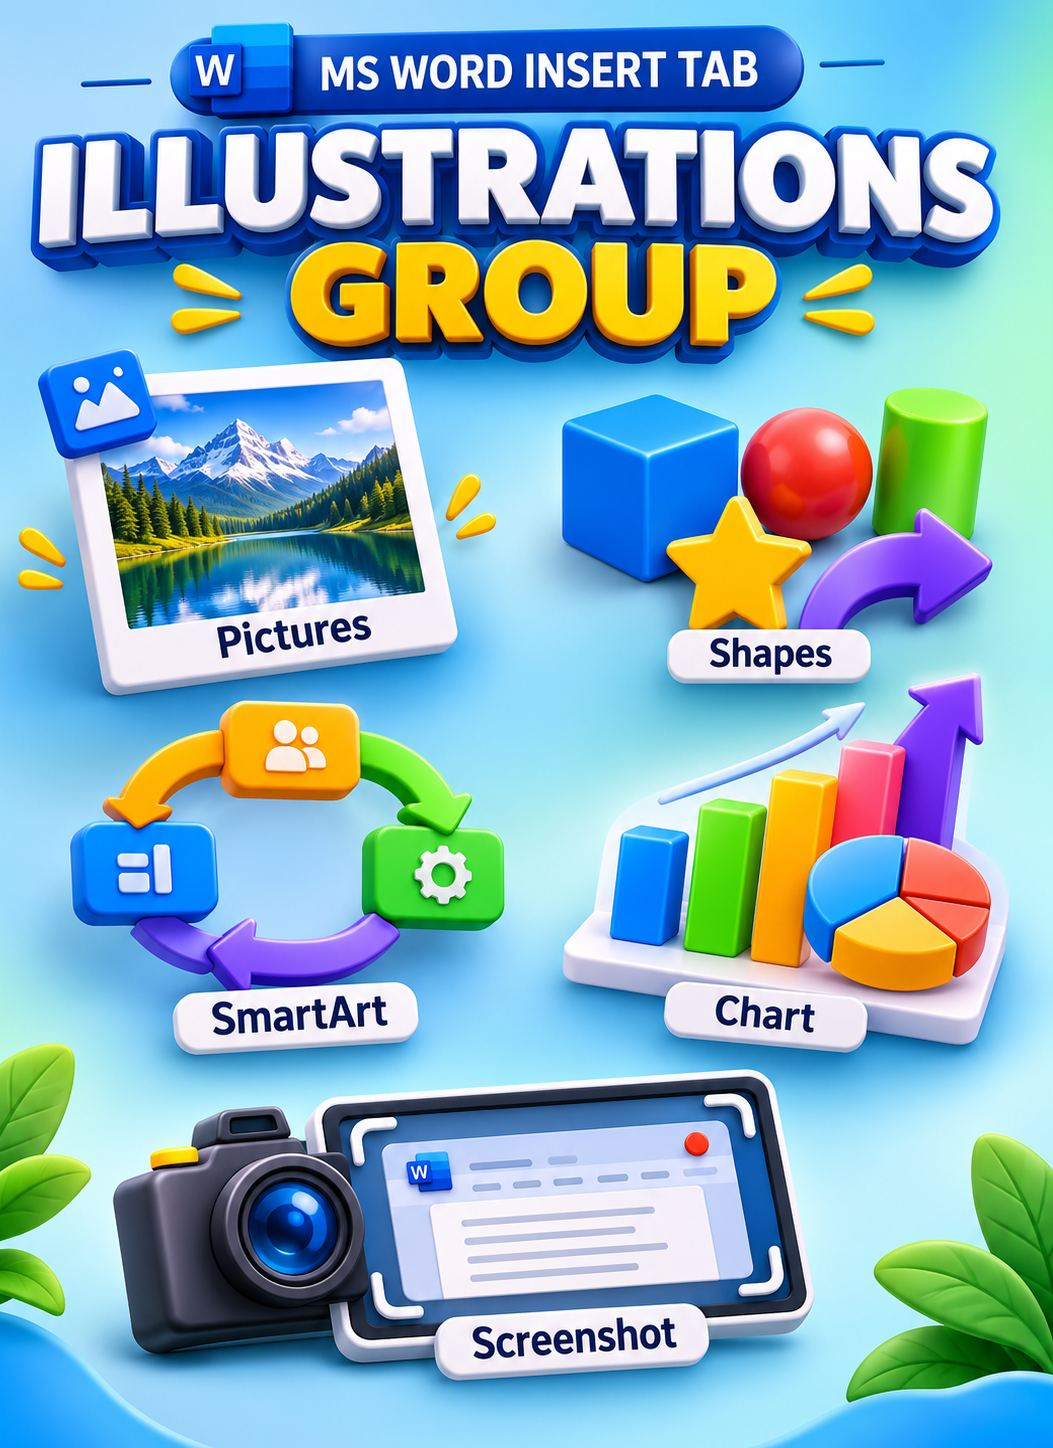 W MS WORD INSERT TAB
ILLUSTRATIONS
GROUP
Pictures
Shapes
SmartArt
Chart
W
Screenshot